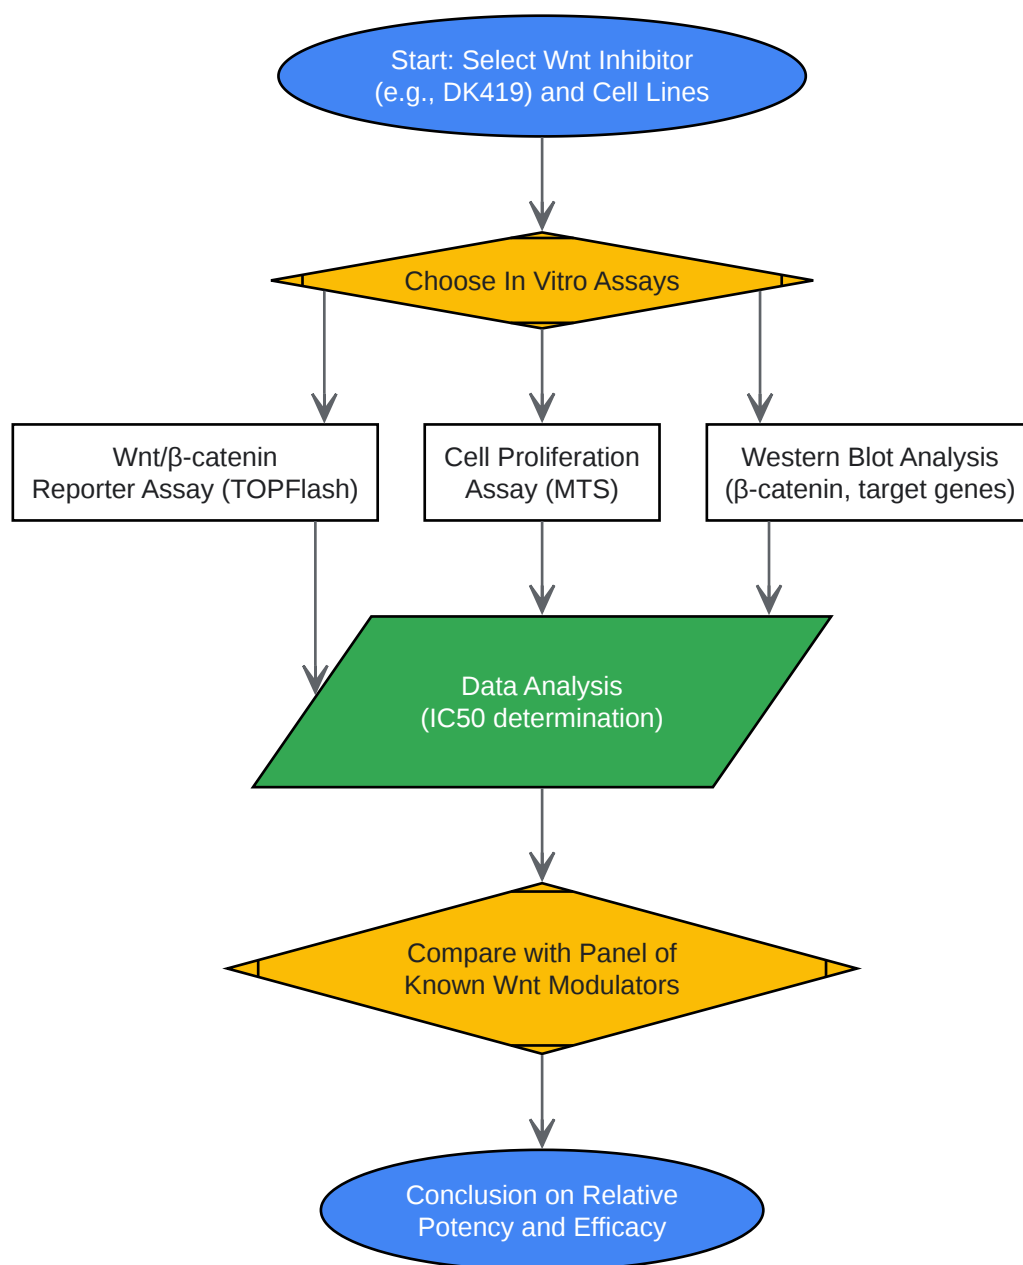 Start: Select Wnt Inhibitor
(e.g., DK419) and Cell Lines
Choose In Vitro Assays
Wnt/β-catenin
Reporter Assay (TOPFlash)
Cell Proliferation
Assay (MTS)
Western Blot Analysis
(β-catenin, target genes)
Data Analysis
(IC50 determination)
Compare with Panel of
Known Wnt Modulators
Conclusion on Relative
Potency and Efficacy